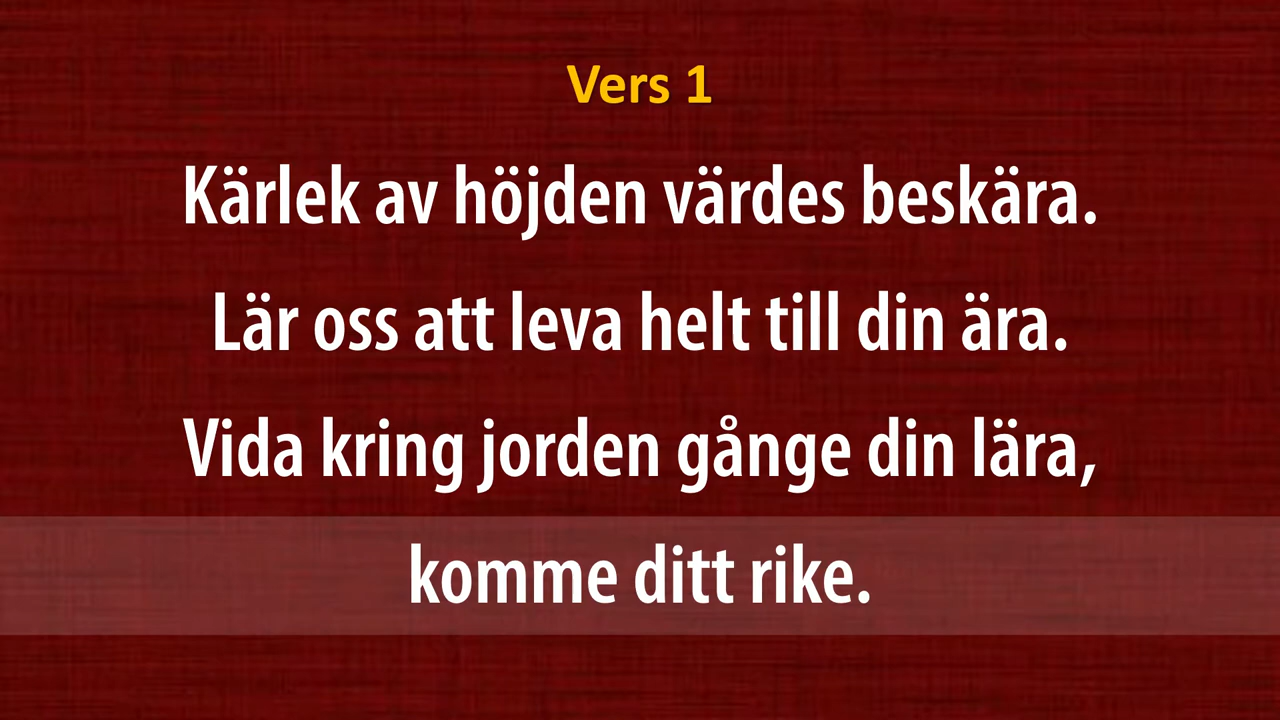 Vers 1
Kärlek av höjden värdes beskära.
Lär oss att leva helt till din ära.
Vida kring jorden gånge din lära,
komme ditt rike.